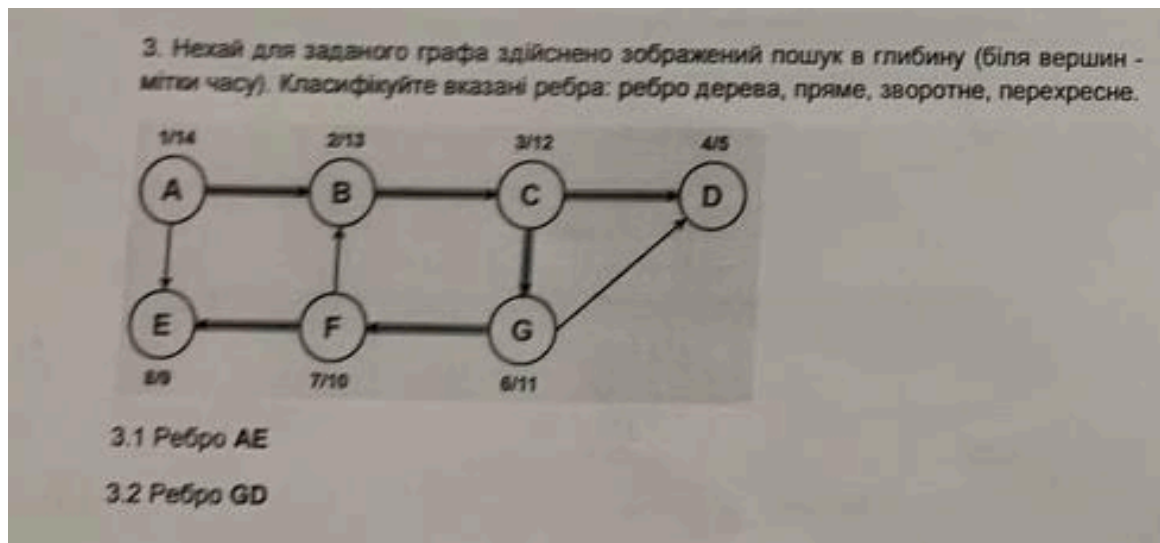 3. Нехай для заданого графа здійснено зображений пошук в глибину (біля вершин -
мітки часу). Класифікуйте вказані ребра: ребро дерева, пряме, зворотне, перехресне.
1/14 2/13 3/12 4/5
A B C D
E F G
8/9 7/10 6/11
3.1 Ребро AE
3.2 Ребро GD